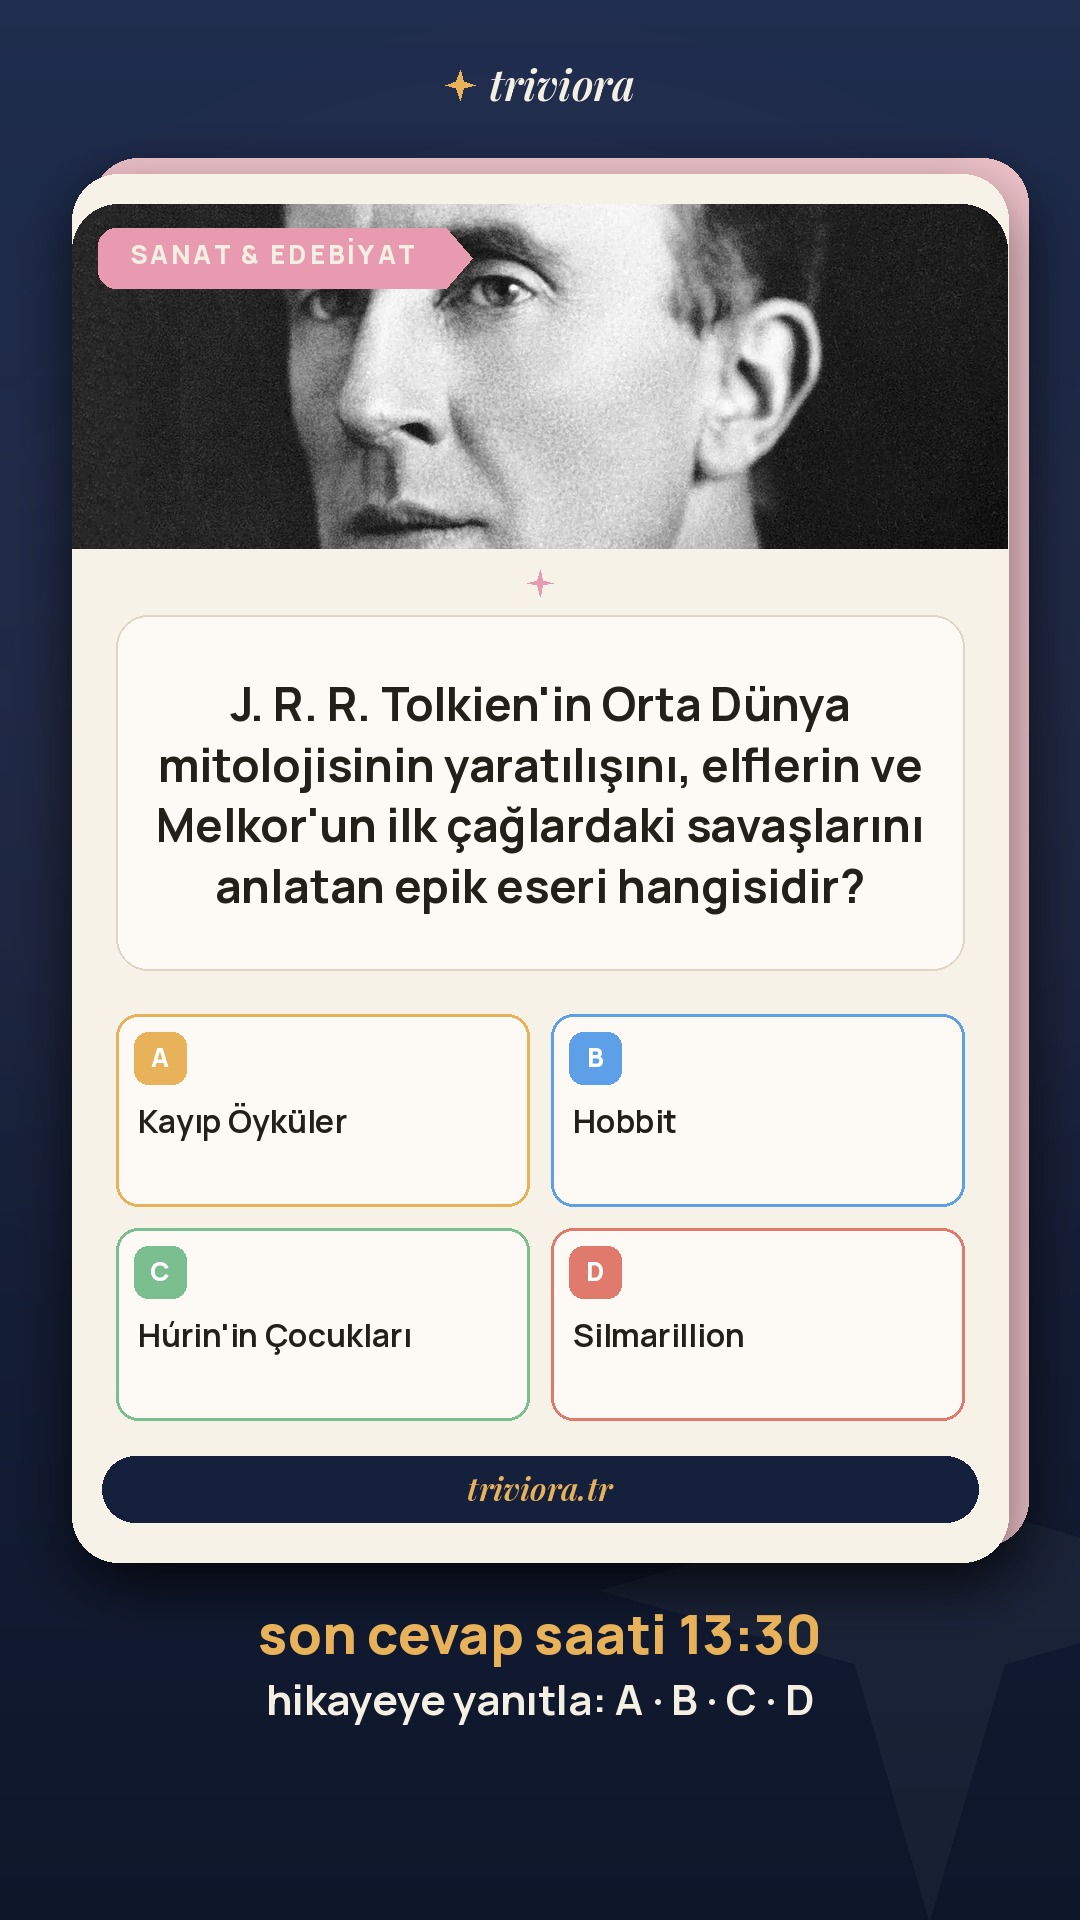 triviora
SANAT & EDEBİYAT
J. R. R. Tolkien'in Orta Dünya
mitolojisinin yaratılışını, elflerin ve
Melkor'un ilk çağlardaki savaşlarını
anlatan epik eseri hangisidir?
A
Kayıp Öyküler
B
Hobbit
C
Húrin'in Çocukları
D
Silmarillion
triviora.tr
son cevap saati 13:30
hikayeye yanıtla: A · B · C · D